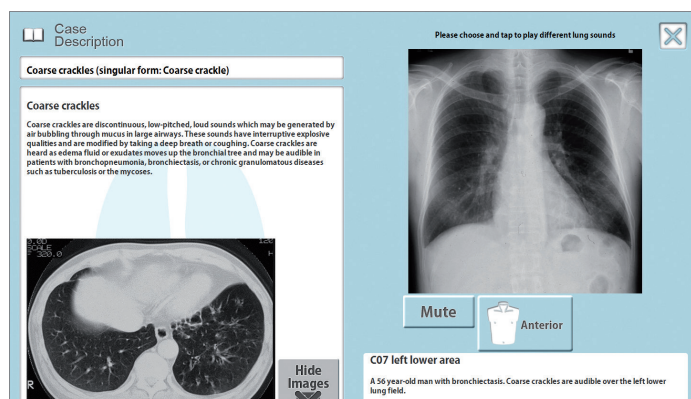 Case
Description
Coarse crackles (singular form: Coarse crackle)
Coarse crackles
Coarse crackles are discontinuous, low-pitched, loud sounds which may be generated by
air bubbling through mucus in large airways. These sounds have interruptive explosive
qualities and are modified by taking a deep breath or coughing. Coarse crackles are
heard as edema fluid or exudates moves up the bronchial tree and may be audible in
patients with bronchopneumonia, bronchiectasis, or chronic granulomatous diseases
such as tuberculosis or the mycoses.
SCALE
320.0
H
R
Hide
Images
Please choose and tap to play different lung sounds
Mute
Anterior
C07 left lower area
A 56 year-old man with bronchiectasis. Coarse crackles are audible over the left lower
lung field.